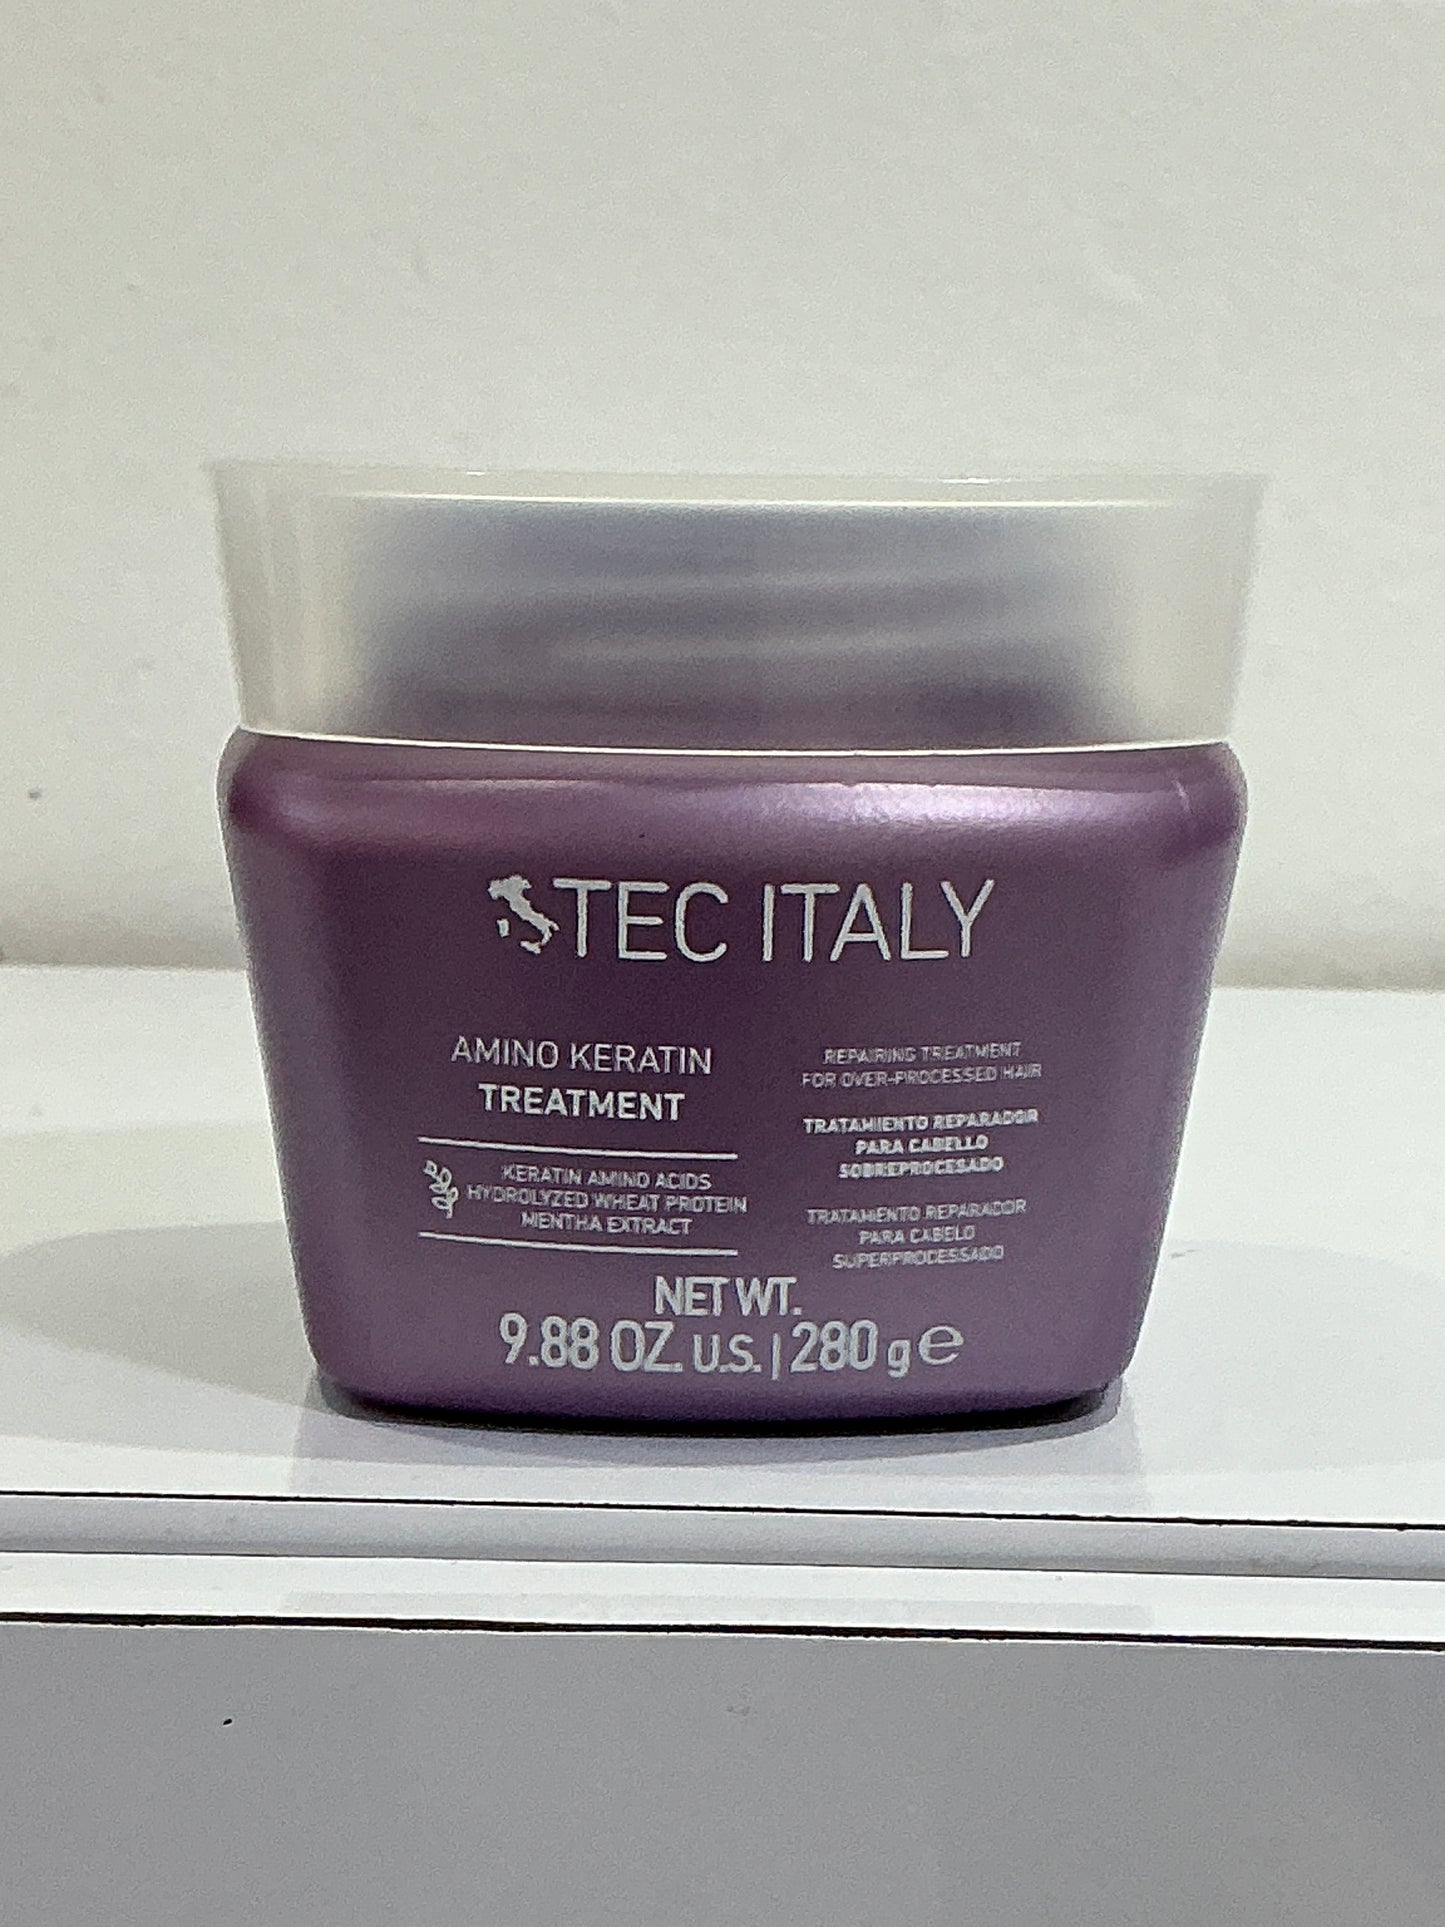 TEC ITALY
AMINO KERATIN
TREATMENT
KERATIN AMINO ACIDS
HYDROLYZED WHEAT PROTEIN
MENTHA EXTRACT
REPAIRING TREATMENT
FOR OVER-PROCESSED HAIR
TRATAMIENTO REPARADOR
PARA CABELLO
SOBREPROCESADO
TRATAMENTO REPARADOR
PARA CABELO
SUPERPROCESSADO
NET WT.
9.88 OZ. U.S. | 280 g e